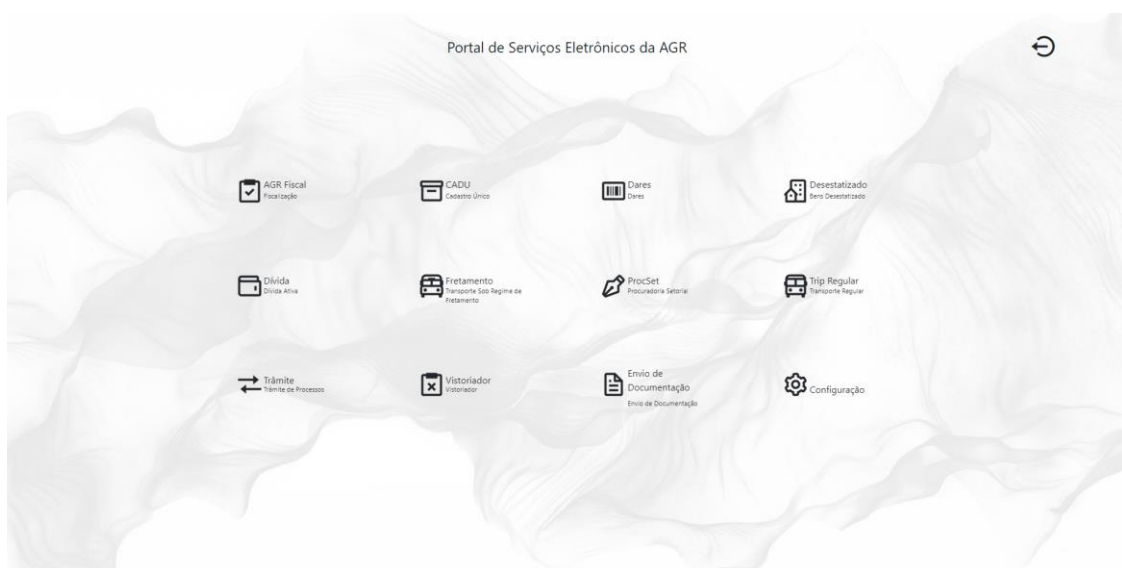 Portal de Serviços Eletrônicos da AGR
AGR Fiscal
Fiscalização
CADU
Cadastro Único
Dares
Dares
Desestatizado
Bens Desestatizado
Dívida
Dívida Ativa
Fretamento
Transporte Sob Regime de
Fretamento
ProcSet
Procuradoria Setorial
Trip Regular
Transporte Regular
Trâmite
Trâmite de Processos
Vistoriador
Vistoriador
Envio de
Documentação
Envio de Documentação
Configuração